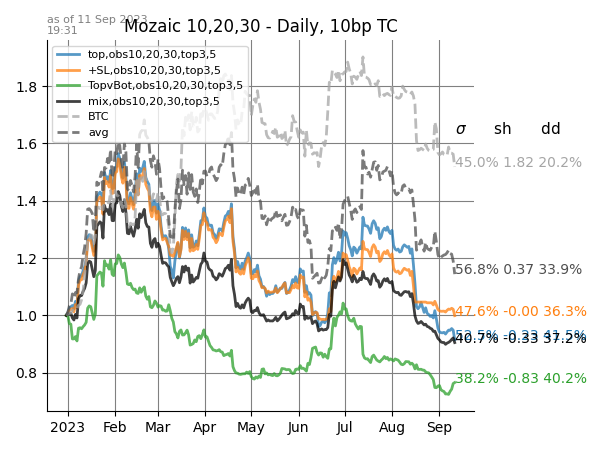 as of 11 Sep 2023
19:31
Mozaic 10,20,30 - Daily, 10bp TC
top,obs10,20,30,top3,5
+SL,obs10,20,30,top3,5
TopvBot,obs10,20,30,top3,5
mix,obs10,20,30,top3,5
BTC
avg
σ sh dd
45.0% 1.82 20.2%
56.8% 0.37 33.9%
47.6% -0.00 36.3%
40.7% -0.33 37.2%
38.2% -0.83 40.2%
1.8
1.6
1.4
1.2
1.0
0.8
2023 Feb Mar Apr May Jun Jul Aug Sep